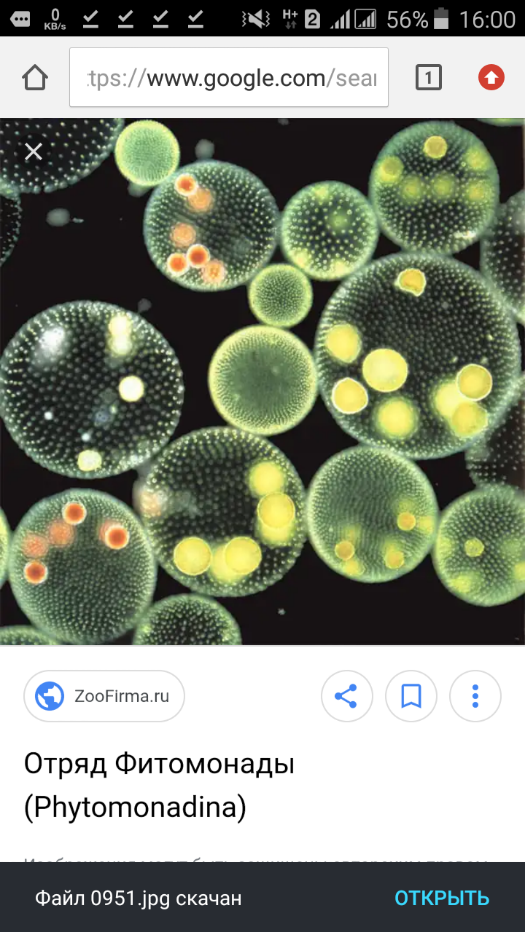 0 KB/s H+ 2 56% 16:00
tps://www.google.com/sear
1
ZooFirma.ru
Отряд Фитомонады
(Phytomonadina)
Файл 0951.jpg скачан ОТКРЫТЬ